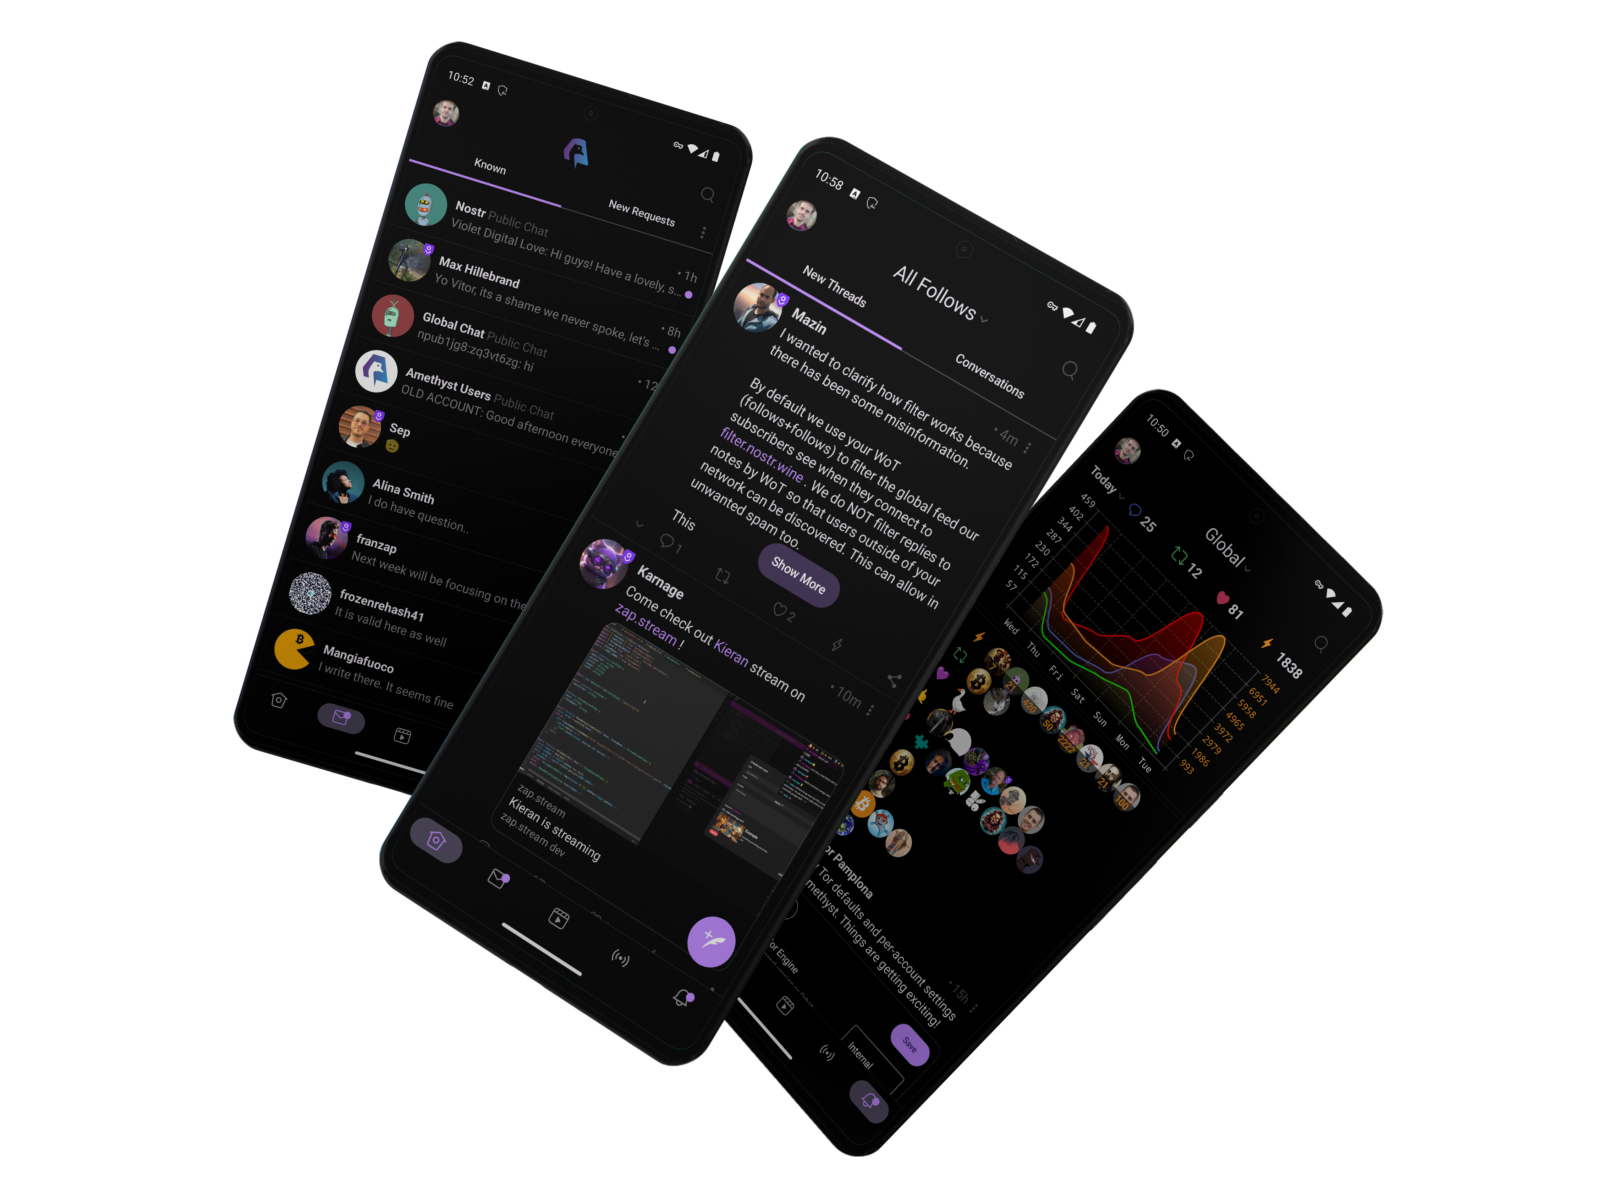 10:52
Known
New Requests
Nostr Public Chat
Violet Digital Love: Hi guys! Have a lovely, s...
• 1h
Max Hillebrand
Yo Vitor, its a shame we never spoke, let's ...
• 8h
Global Chat Public Chat
npub1jg8:zq3vt6zg: hi
• 12
Amethyst Users Public Chat
OLD ACCOUNT: Good afternoon everyone
Sep
Alina Smith
I do have question..
franzap
Next week will be focusing on the
frozenrehash41
It is valid here as well
Mangiafuoco
I write there. It seems fine
10:58
All Follows
New Threads
Conversations
Mazin
• 4m
I wanted to clarify how filter works because
there has been some misinformation.
By default we use your WoT
(follows+follows) to filter the global feed our
subscribers see when they connect to
filter.nostr.wine . We do NOT filter replies to
notes by WoT so that users outside of your
network can be discovered. This can allow in
unwanted spam too.
This
Show More
1
2
Karnage
• 10m
Come check out Kieran stream on
zap.stream !
zap.stream
Kieran is streaming
zap.stream dev
10:50
Global
Today
25
12
81
1838
459
402
344
287
230
172
115
57
7944
6951
5958
4965
3972
2979
1986
993
Wed
Thu
Fri
Sat
Sun
Mon
Tue
21
420
50
2222
21
21
100
or Pamplona
• 15h
Tor defaults and per-account settings
methyst. Things are getting exciting!
or Engine
Internal
Save